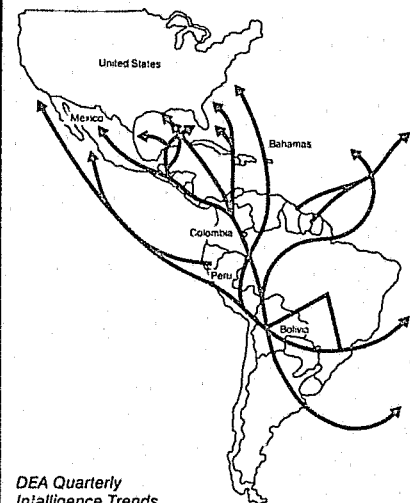 United States
Mexico
Bahamas
Colombia
Peru
Bolivia
DEA Quarterly
Intelligence Trends